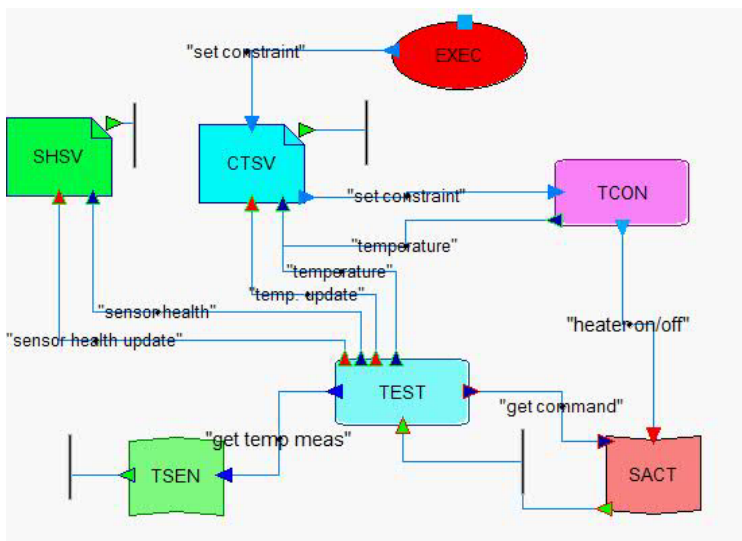 "set constraint"
EXEC
SHSV
CTSV
"set constraint"
TCON
"temperature"
"temperature"
"temp. update"
"sensor health"
"sensor health update"
"heater on/off"
TEST
"get command"
"get temp meas"
TSEN
SACT